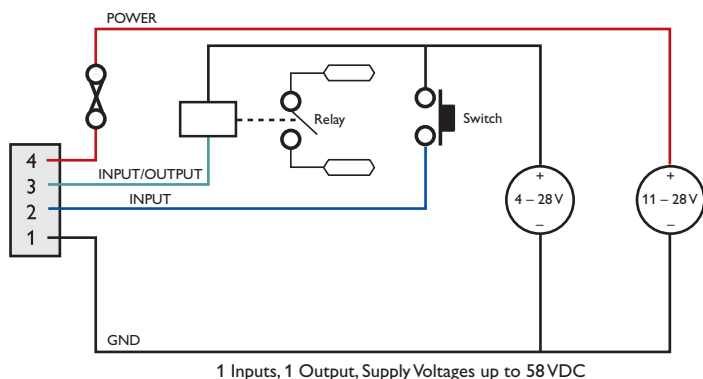 POWER
Relay
Switch
4
3
2
1
INPUT/OUTPUT
INPUT
+
4 – 28 V
–
+
11 – 28 V
–
GND
1 Inputs, 1 Output, Supply Voltages up to 58 VDC